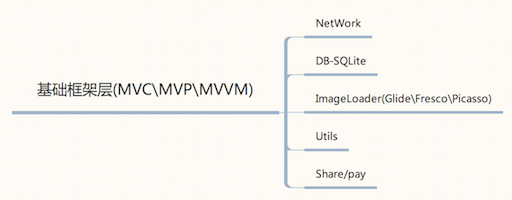 基础框架层(MVC\MVP\MVVM)
NetWork
DB-SQLite
ImageLoader(Glide\Fresco\Picasso)
Utils
Share/pay